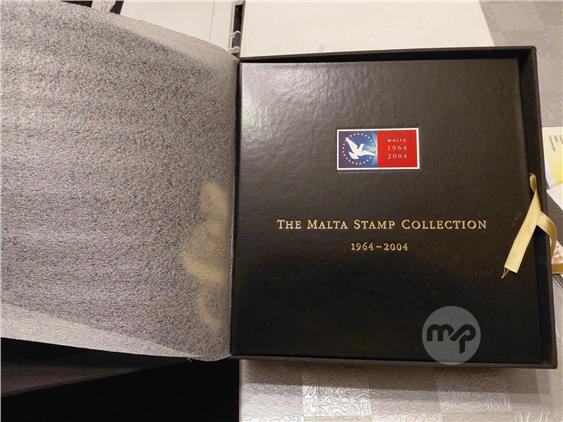 MALTA
1964
2004
THE MALTA STAMP COLLECTION
1964~2004
mp